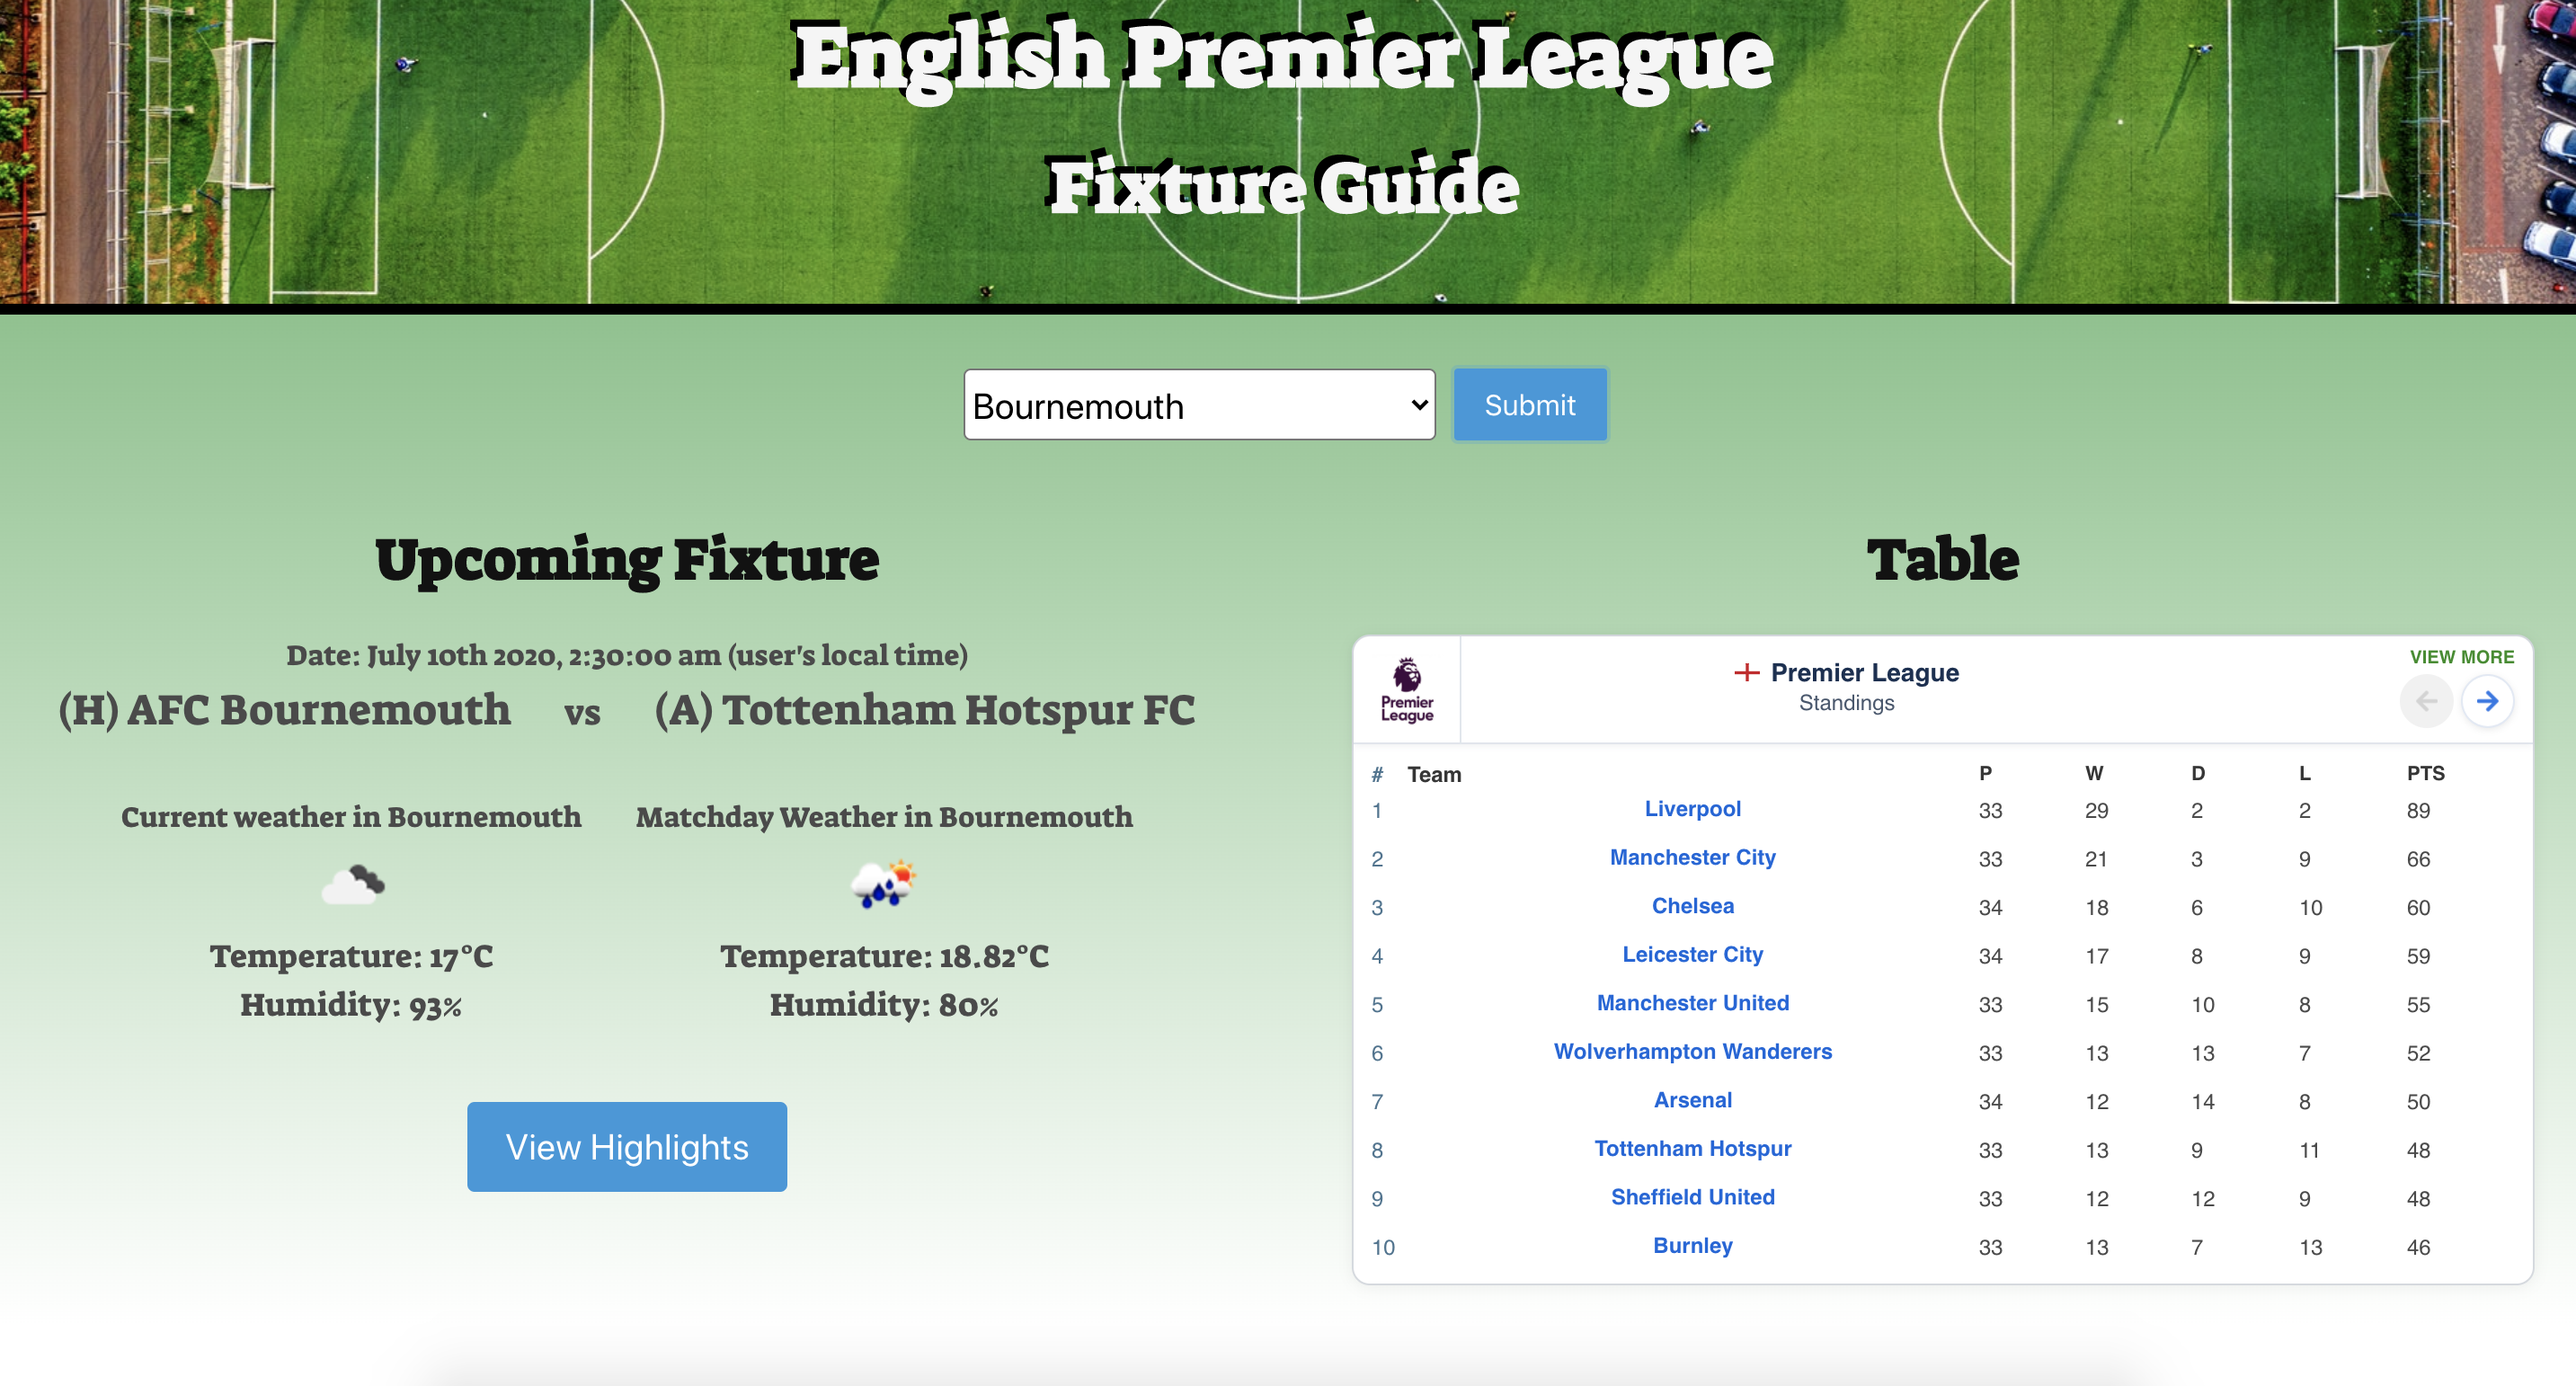 English Premier League
Fixture Guide
Bournemouth
Submit
Upcoming Fixture
Date: July 10th 2020, 2:30:00 am (user's local time)
(H) AFC Bournemouth vs (A) Tottenham Hotspur FC
Current weather in Bournemouth
Temperature: 17°C
Humidity: 93%
Matchday Weather in Bournemouth
Temperature: 18.82°C
Humidity: 80%
View Highlights
Table
Premier
League
Premier League
Standings
VIEW MORE
# Team P W D L PTS
1 Liverpool 33 29 2 2 89
2 Manchester City 33 21 3 9 66
3 Chelsea 34 18 6 10 60
4 Leicester City 34 17 8 9 59
5 Manchester United 33 15 10 8 55
6 Wolverhampton Wanderers 33 13 13 7 52
7 Arsenal 34 12 14 8 50
8 Tottenham Hotspur 33 13 9 11 48
9 Sheffield United 33 12 12 9 48
10 Burnley 33 13 7 13 46